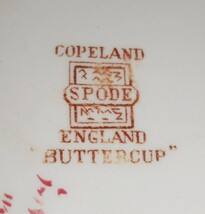 COPELAND
SPODE
ENGLAND
"BUTTERCUP"